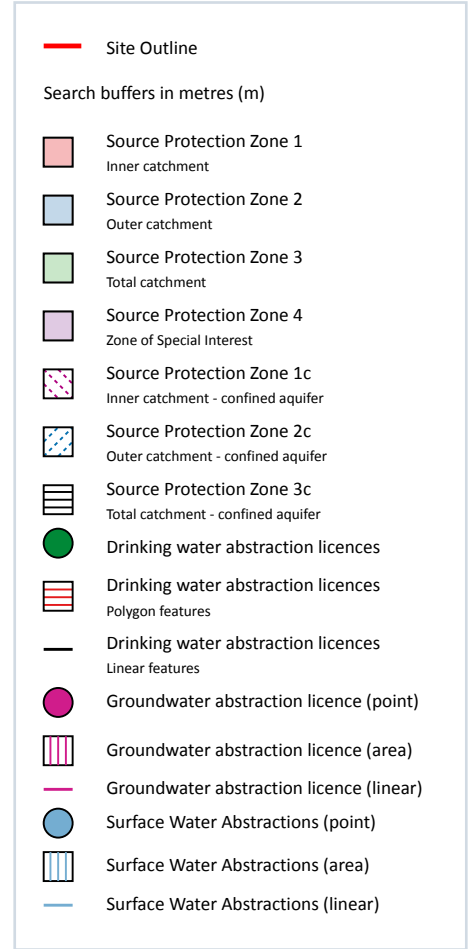 Site Outline
Search buffers in metres (m)
Source Protection Zone 1
Inner catchment
Source Protection Zone 2
Outer catchment
Source Protection Zone 3
Total catchment
Source Protection Zone 4
Zone of Special Interest
Source Protection Zone 1c
Inner catchment - confined aquifer
Source Protection Zone 2c
Outer catchment - confined aquifer
Source Protection Zone 3c
Total catchment - confined aquifer
Drinking water abstraction licences
Drinking water abstraction licences
Polygon features
Drinking water abstraction licences
Linear features
Groundwater abstraction licence (point)
Groundwater abstraction licence (area)
Groundwater abstraction licence (linear)
Surface Water Abstractions (point)
Surface Water Abstractions (area)
Surface Water Abstractions (linear)